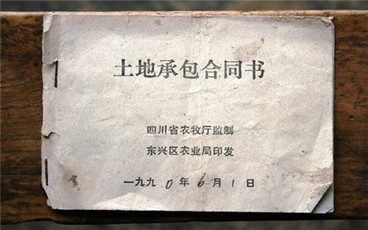 土地承包合同书
四川省农牧厅监制
东兴区农业局印发
一九九0年6月1日